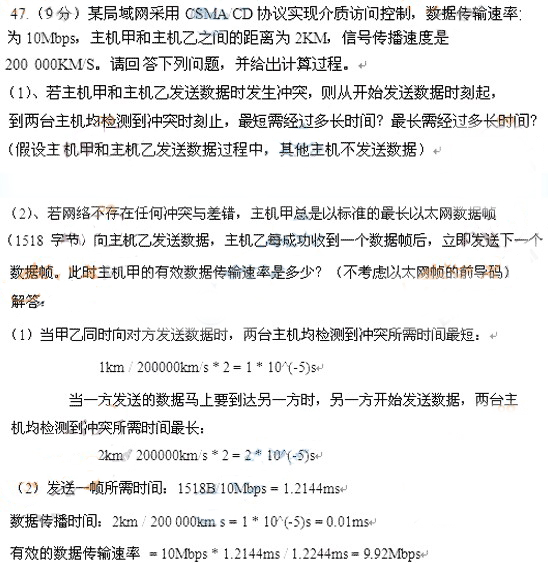 47.（9分）某局域网采用 CSMA/CD 协议实现介质访问控制，数据传输速率:
为 10Mbps，主机甲和主机乙之间的距离为 2KM，信号传播速度是
200 000KM/S。请回答下列问题，并给出计算过程。
（1）、若主机甲和主机乙发送数据时发生冲突，则从开始发送数据时刻起，
到两台主机均检测到冲突时刻止，最短需经过多长时间？最长需经过多长时间？
（假设主机甲和主机乙发送数据过程中，其他主机不发送数据）
（2）、若网络不存在任何冲突与差错，主机甲总是以标准的最长以太网数据帧
（1518 字节）向主机乙发送数据，主机乙每成功收到一个数据帧后，立即发送下一个
数据帧。此时主机甲的有效数据传输速率是多少？（不考虑以太网帧的前导码）
解答：
（1）当甲乙同时向对方发送数据时，两台主机均检测到冲突所需时间最短：
1km / 200000km/s * 2 = 1 * 10^(-5)s
当一方发送的数据马上要到达另一方时，另一方开始发送数据，两台主
机均检测到冲突所需时间最长：
2km / 200000km/s * 2 = 2 * 10^(-5)s
（2）发送一帧所需时间：1518B/10Mbps = 1.2144ms
数据传播时间：2km / 200 000km s = 1 * 10^(-5)s = 0.01ms
有效的数据传输速率 = 10Mbps * 1.2144ms / 1.2244ms = 9.92Mbps